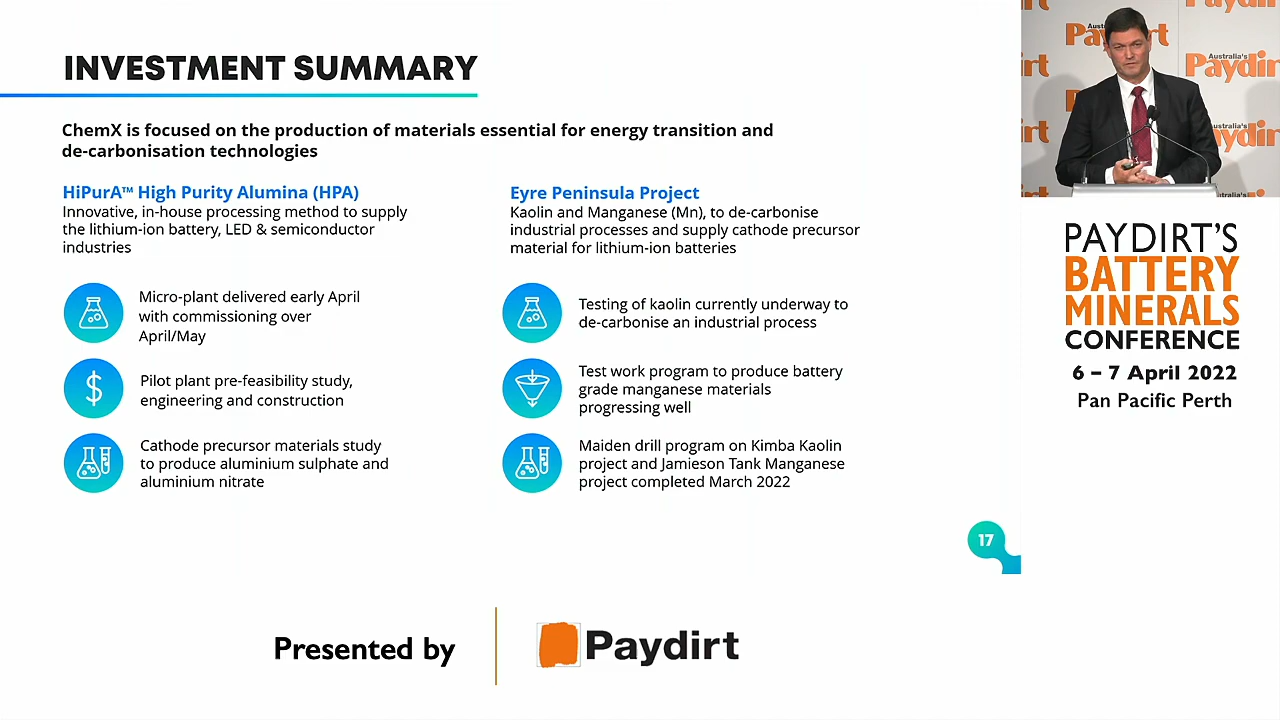 INVESTMENT SUMMARY
ChemX is focused on the production of materials essential for energy transition and
de-carbonisation technologies
HiPurA™ High Purity Alumina (HPA)
Innovative, in-house processing method to supply
the lithium-ion battery, LED & semiconductor
industries
Micro-plant delivered early April
with commissioning over
April/May
Pilot plant pre-feasibility study,
engineering and construction
Cathode precursor materials study
to produce aluminium sulphate and
aluminium nitrate
Eyre Peninsula Project
Kaolin and Manganese (Mn), to de-carbonise
industrial processes and supply cathode precursor
material for lithium-ion batteries
Testing of kaolin currently underway to
de-carbonise an industrial process
Test work program to produce battery
grade manganese materials
progressing well
Maiden drill program on Kimba Kaolin
project and Jamieson Tank Manganese
project completed March 2022
17
Australia's
Paydir
PAYDIRT'S
BATTERY
MINERALS
CONFERENCE
6 – 7 April 2022
Pan Pacific Perth
Presented by
Paydirt